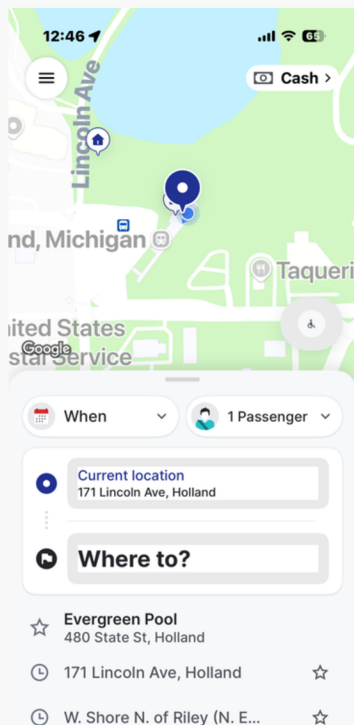 12:46
65
Cash
Lincoln Ave
nd, Michigan
Taqueri
ited States
stal Service
Google
When
1 Passenger
Current location
171 Lincoln Ave, Holland
Where to?
Evergreen Pool
480 State St, Holland
171 Lincoln Ave, Holland
W. Shore N. of Riley (N. E...